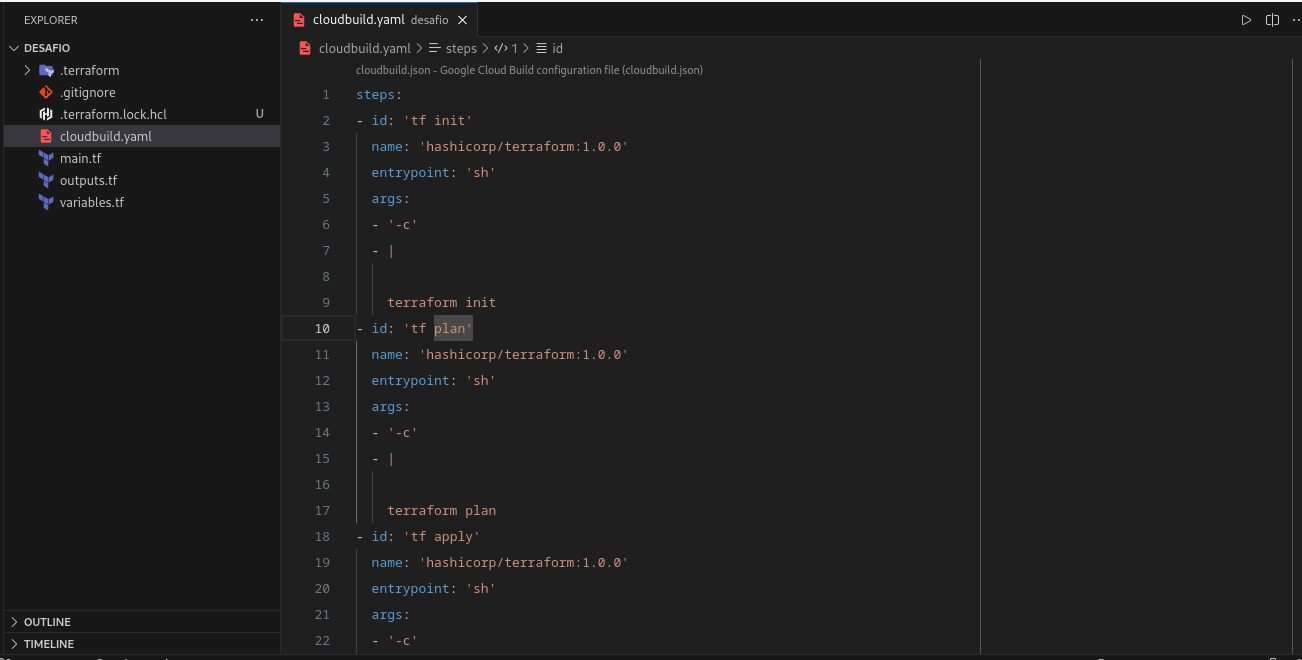 EXPLORER
DESAFIO
.terraform
.gitignore
.terraform.lock.hcl U
cloudbuild.yaml
main.tf
outputs.tf
variables.tf
OUTLINE
TIMELINE
cloudbuild.yaml desafio
cloudbuild.yaml > steps > 1 > id
cloudbuild.json - Google Cloud Build configuration file (cloudbuild.json)
1 steps:
2 - id: 'tf init'
3 name: 'hashicorp/terraform:1.0.0'
4 entrypoint: 'sh'
5 args:
6 - '-c'
7 - |
8
9 terraform init
10 - id: 'tf plan'
11 name: 'hashicorp/terraform:1.0.0'
12 entrypoint: 'sh'
13 args:
14 - '-c'
15 - |
16
17 terraform plan
18 - id: 'tf apply'
19 name: 'hashicorp/terraform:1.0.0'
20 entrypoint: 'sh'
21 args:
22 - '-c'